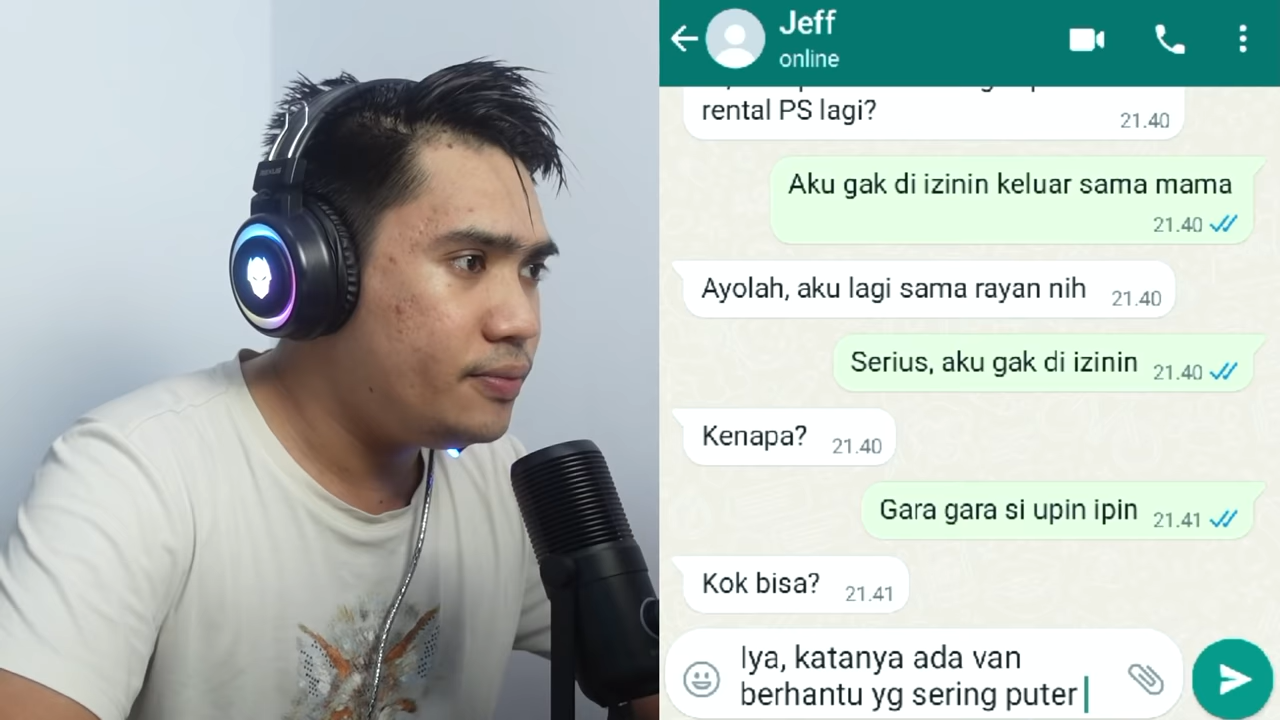 Jeff
online
rental PS lagi?
21.40
Aku gak di izinin keluar sama mama
21.40
Ayolah, aku lagi sama rayan nih 21.40
Serius, aku gak di izinin 21.40
Kenapa? 21.40
Gara gara si upin ipin 21.41
Kok bisa? 21.41
Iya, katanya ada van
berhantu yg sering puter